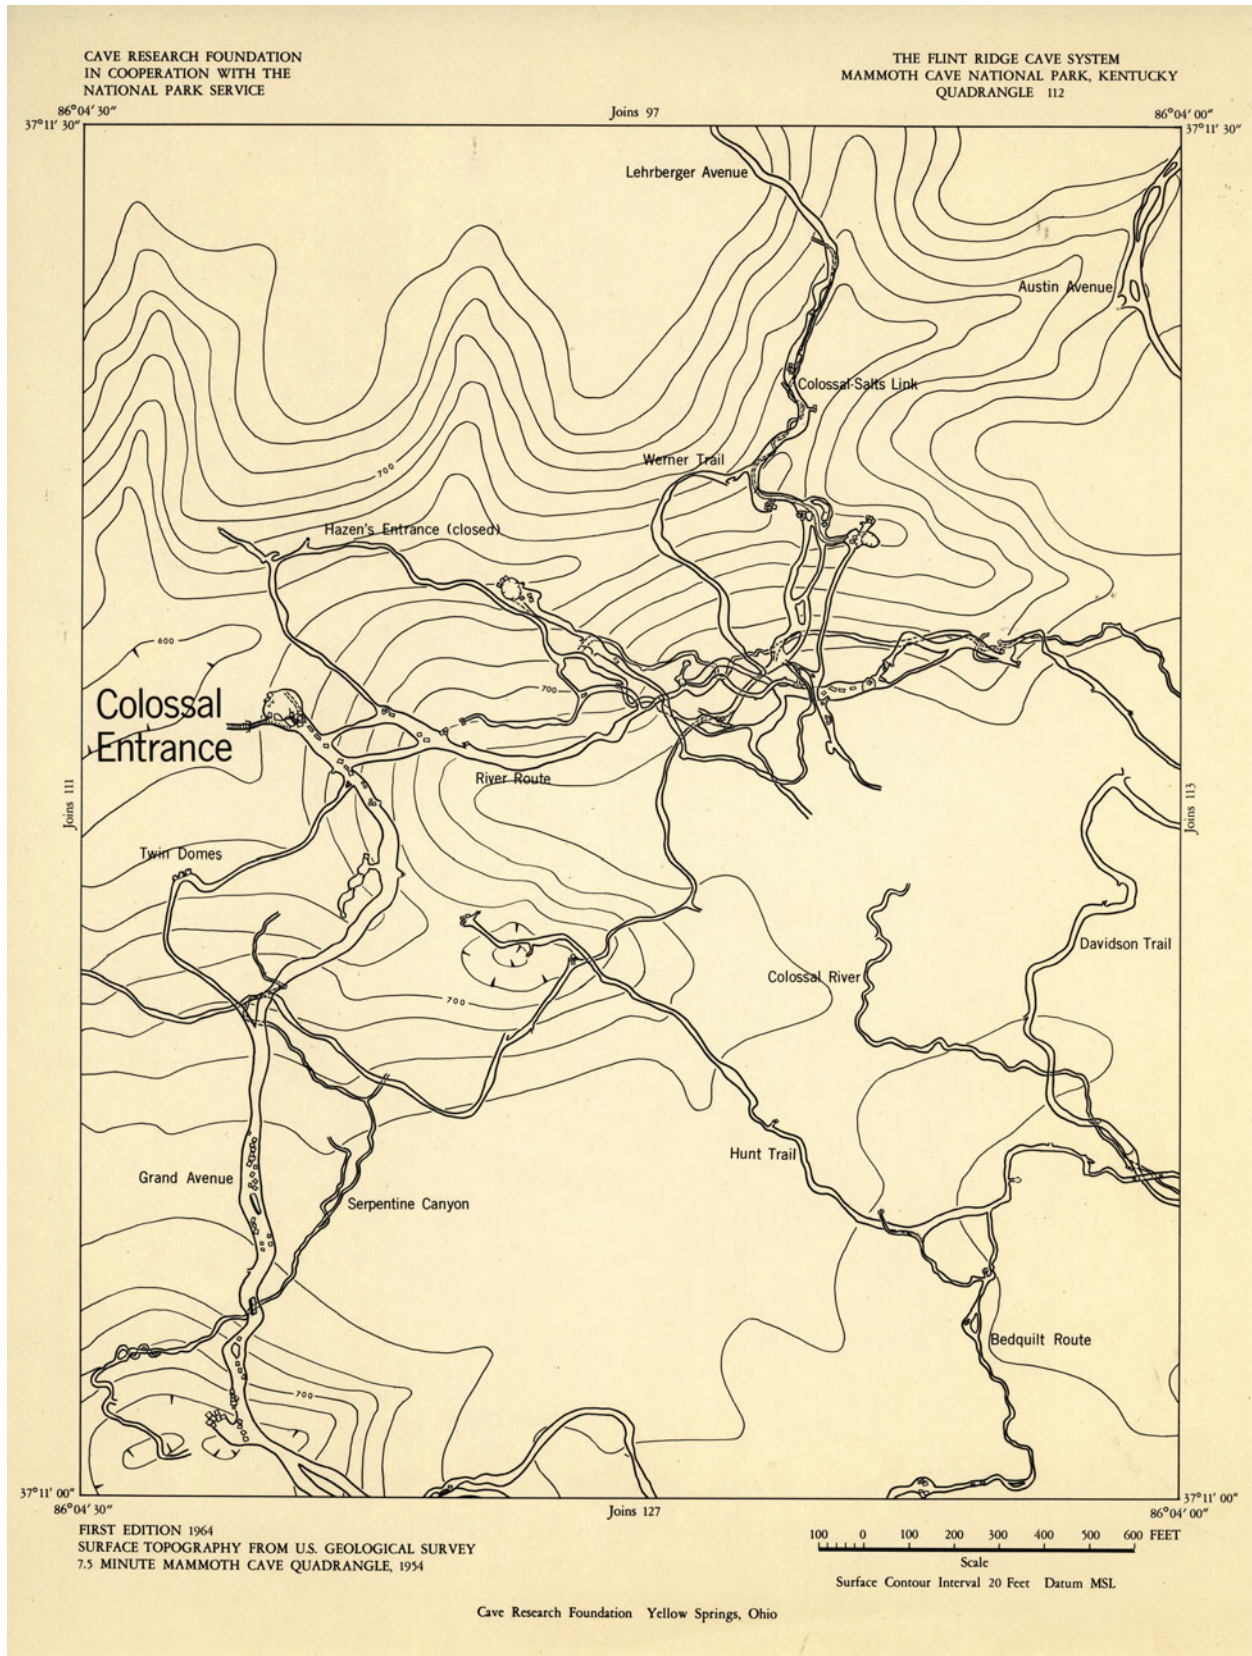 CAVE RESEARCH FOUNDATION
IN COOPERATION WITH THE
NATIONAL PARK SERVICE
THE FLINT RIDGE CAVE SYSTEM
MAMMOTH CAVE NATIONAL PARK, KENTUCKY
QUADRANGLE 112
86°04'30"
37°11'30"
Joins 97
86°04'00"
37°11'30"
Lehrberger Avenue
Austin Avenue
Colossal-Salts Link
Werner Trail
700
Hazen's Entrance (closed)
600
700
Colossal
Entrance
River Route
Joins 111
Joins 113
Twin Domes
Davidson Trail
Colossal River
700
Hunt Trail
Grand Avenue
Serpentine Canyon
Bedquilt Route
700
37°11'00"
86°04'30"
Joins 127
37°11'00"
86°04'00"
FIRST EDITION 1964
SURFACE TOPOGRAPHY FROM U.S. GEOLOGICAL SURVEY
7.5 MINUTE MAMMOTH CAVE QUADRANGLE, 1954
100 0 100 200 300 400 500 600 FEET
Scale
Surface Contour Interval 20 Feet Datum MSL
Cave Research Foundation Yellow Springs, Ohio